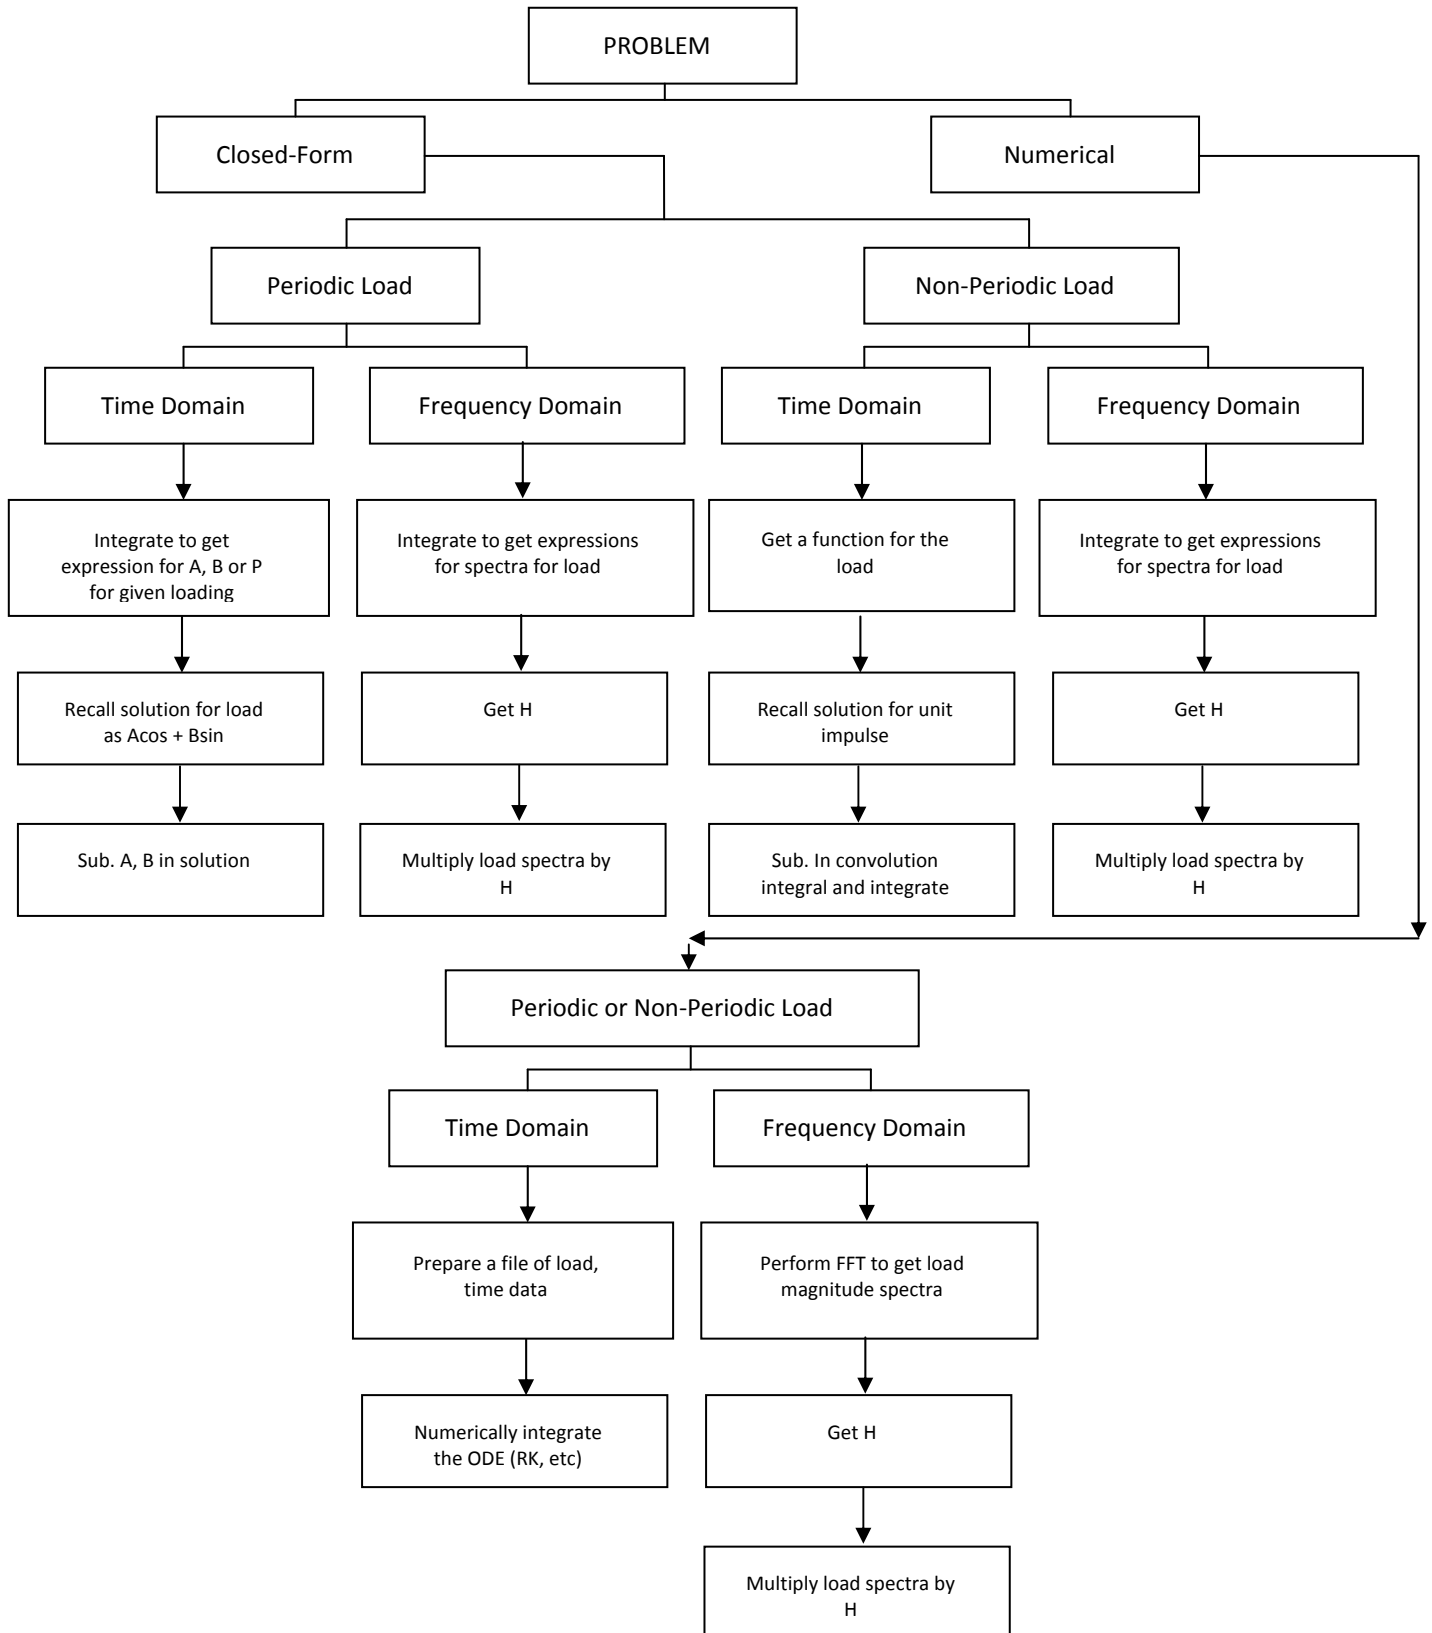 PROBLEM
Closed-Form
Numerical
Periodic Load
Non-Periodic Load
Time Domain
Frequency Domain
Time Domain
Frequency Domain
Integrate to get
expression for A, B or P
for given loading
Integrate to get expressions
for spectra for load
Get a function for the
load
Integrate to get expressions
for spectra for load
Recall solution for load
as Acos + Bsin
Get H
Recall solution for unit
impulse
Get H
Sub. A, B in solution
Multiply load spectra by
H
Sub. In convolution
integral and integrate
Multiply load spectra by
H
Periodic or Non-Periodic Load
Time Domain
Frequency Domain
Prepare a file of load,
time data
Perform FFT to get load
magnitude spectra
Numerically integrate
the ODE (RK, etc)
Get H
Multiply load spectra by
H